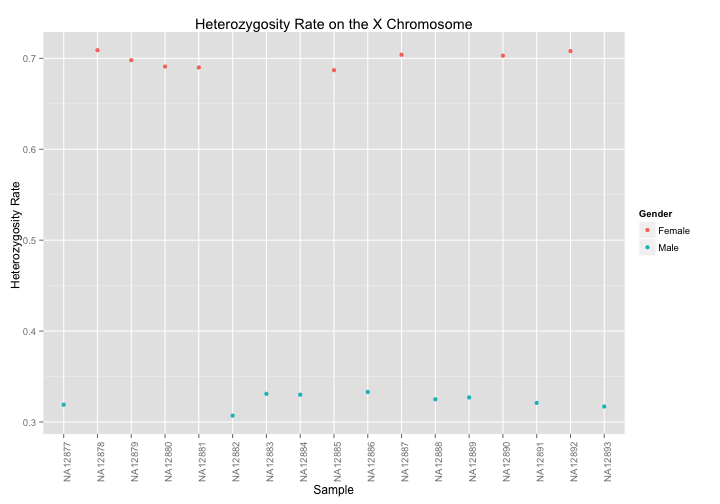 Heterozygosity Rate on the X Chromosome
Heterozygosity Rate
0.7
0.6
0.5
0.4
0.3
NA12877
NA12878
NA12879
NA12880
NA12881
NA12882
NA12883
NA12884
NA12885
NA12886
NA12887
NA12888
NA12889
NA12890
NA12891
NA12892
NA12893
Sample
Gender
Female
Male